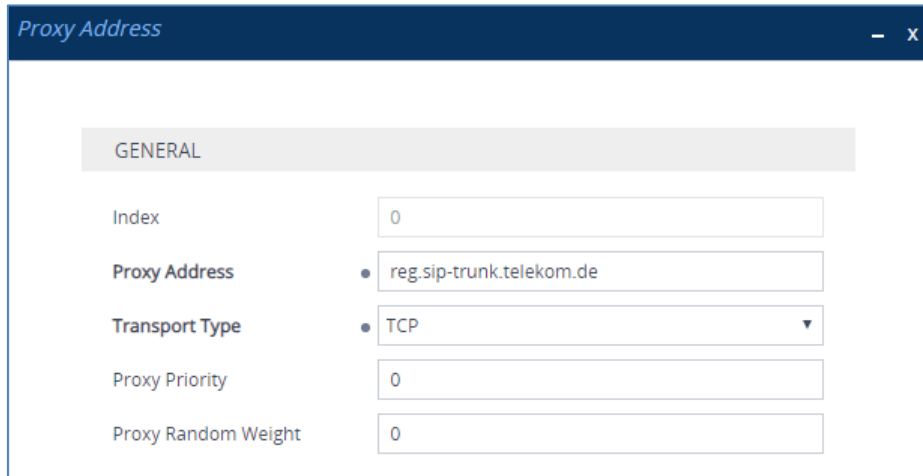 Proxy Address
– x
GENERAL
Index 0
Proxy Address reg.sip-trunk.telekom.de
Transport Type TCP
Proxy Priority 0
Proxy Random Weight 0